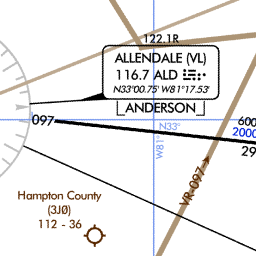 122.1R
ALLENDALE (VL)
116.7 ALD
N33°00.75' W81°17.53'
ANDERSON
097
N33°
W81°
600
2000
29
VR-097
Hampton County
(3J0)
112 - 36